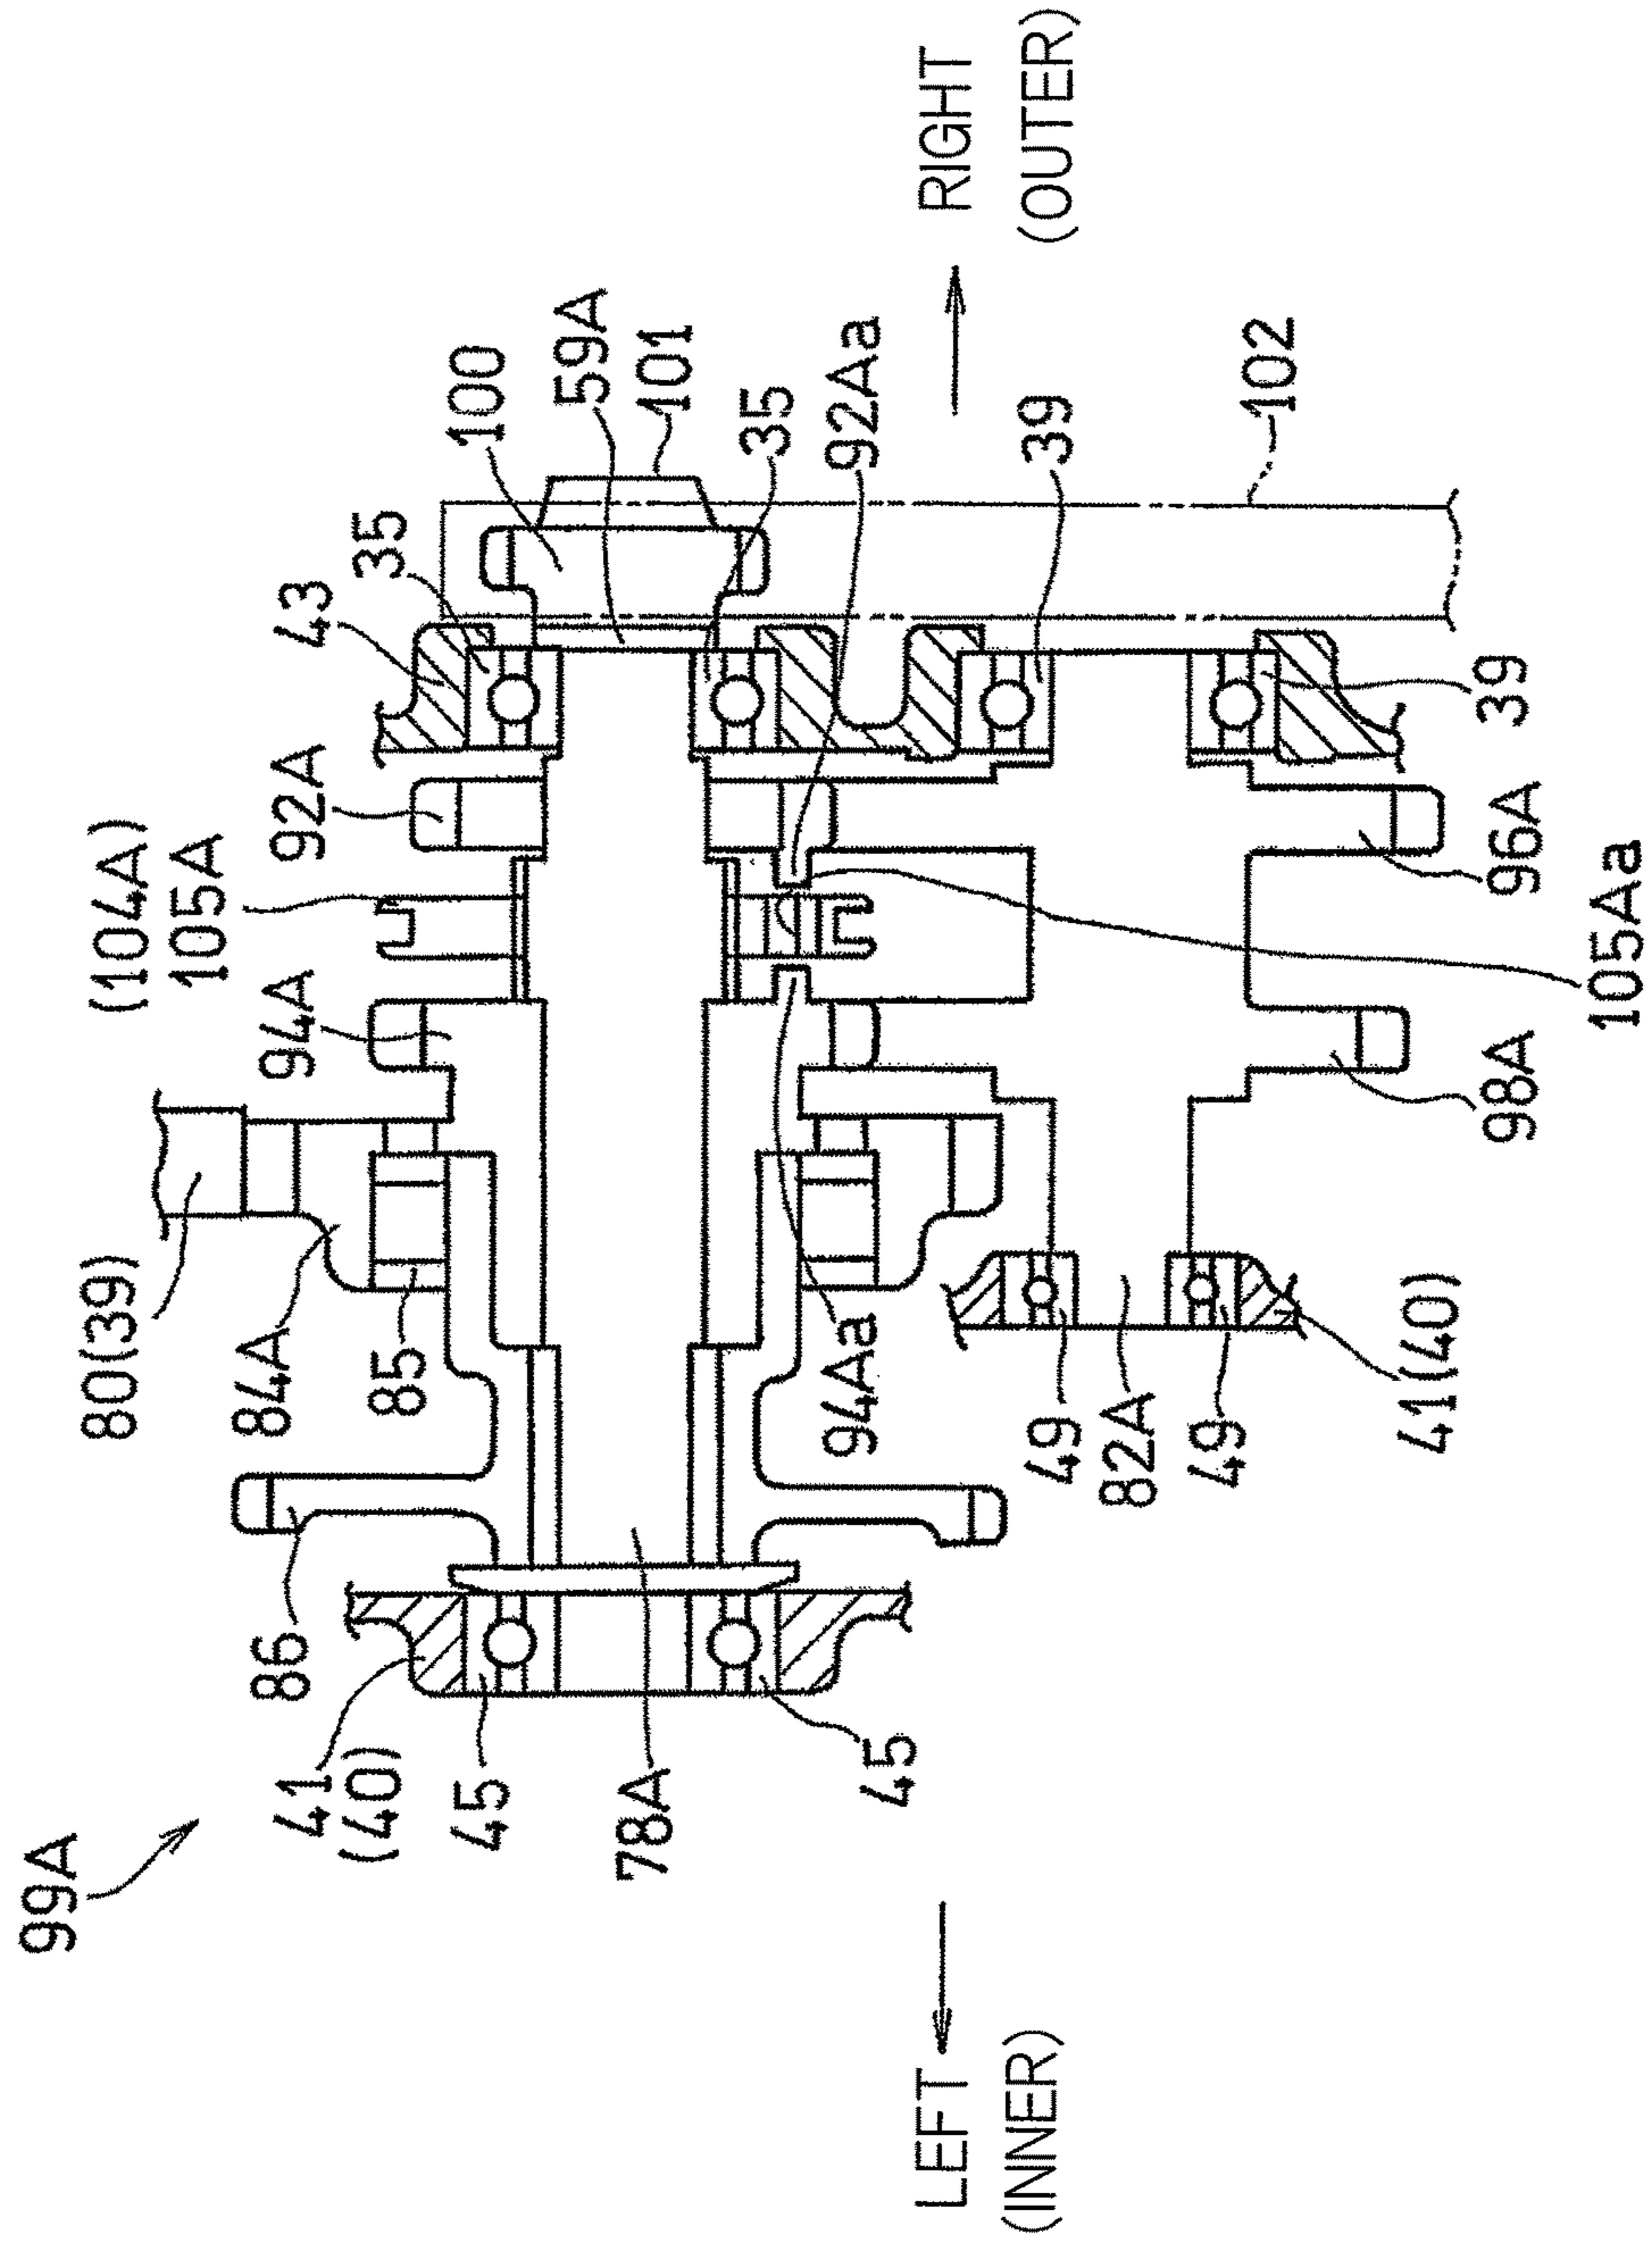 99A
80(39)
84A
85
86
41
(40)
45
78A
45
94A
(104A)
105A
92A
43
35
100
59A
101
35
92Aa
39
102
RIGHT
(OUTER)
39
96A
105Aa
98A
94Aa
49
82A
49
41(40)
LEFT
(INNER)